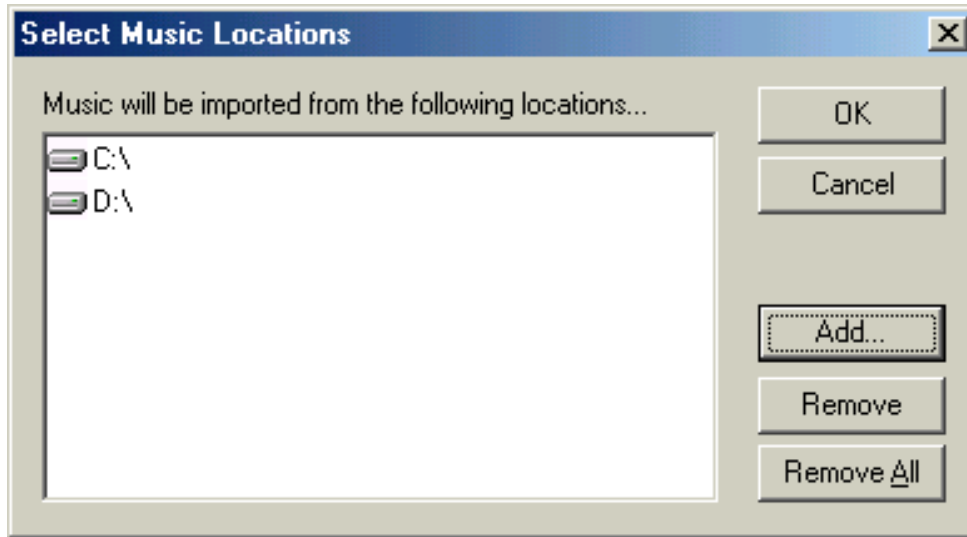 Select Music Locations
Music will be imported from the following locations...
C:\
D:\
OK
Cancel
Add...
Remove
Remove All